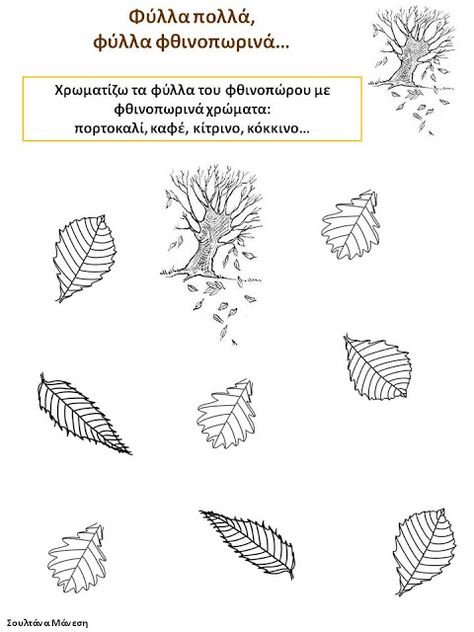 Φύλλα πολλά,
φύλλα φθινοπωρινά...
Χρωματίζω τα φύλλα του φθινοπώρου με
φθινοπωρινά χρώματα:
πορτοκαλί, καφέ, κίτρινο, κόκκινο...
Σουλτάνα Μάνεση